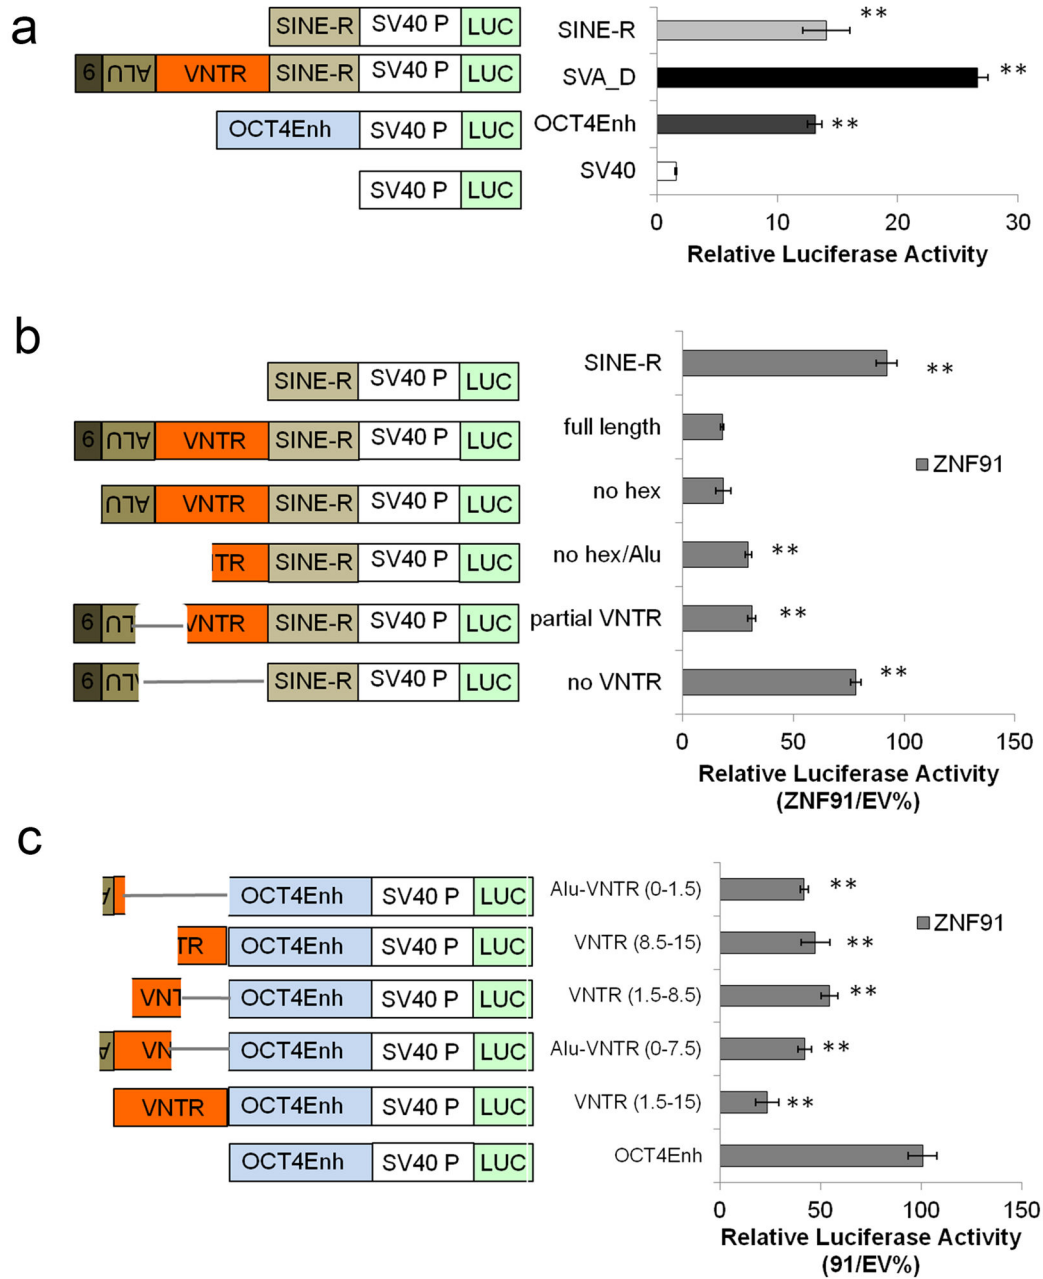 a
SINE-R SV40 P LUC
6 ALU VNTR SINE-R SV40 P LUC
OCT4Enh SV40 P LUC
SV40 P LUC
SINE-R **
SVA_D **
OCT4Enh **
SV40
0 10 20 30
Relative Luciferase Activity
b
SINE-R SV40 P LUC
6 ALU VNTR SINE-R SV40 P LUC
ALU VNTR SINE-R SV40 P LUC
TR SINE-R SV40 P LUC
6 LU VNTR SINE-R SV40 P LUC
6 LU SINE-R SV40 P LUC
SINE-R **
full length
no hex
no hex/Alu **
partial VNTR **
no VNTR **
ZNF91
0 50 100 150
Relative Luciferase Activity
(ZNF91/EV%)
c
A OCT4Enh SV40 P LUC
TR OCT4Enh SV40 P LUC
VNT OCT4Enh SV40 P LUC
A VN OCT4Enh SV40 P LUC
VNTR OCT4Enh SV40 P LUC
OCT4Enh SV40 P LUC
Alu-VNTR (0-1.5) **
VNTR (8.5-15) **
VNTR (1.5-8.5) **
Alu-VNTR (0-7.5) **
VNTR (1.5-15) **
OCT4Enh
ZNF91
0 50 100 150
Relative Luciferase Activity
(91/EV%)